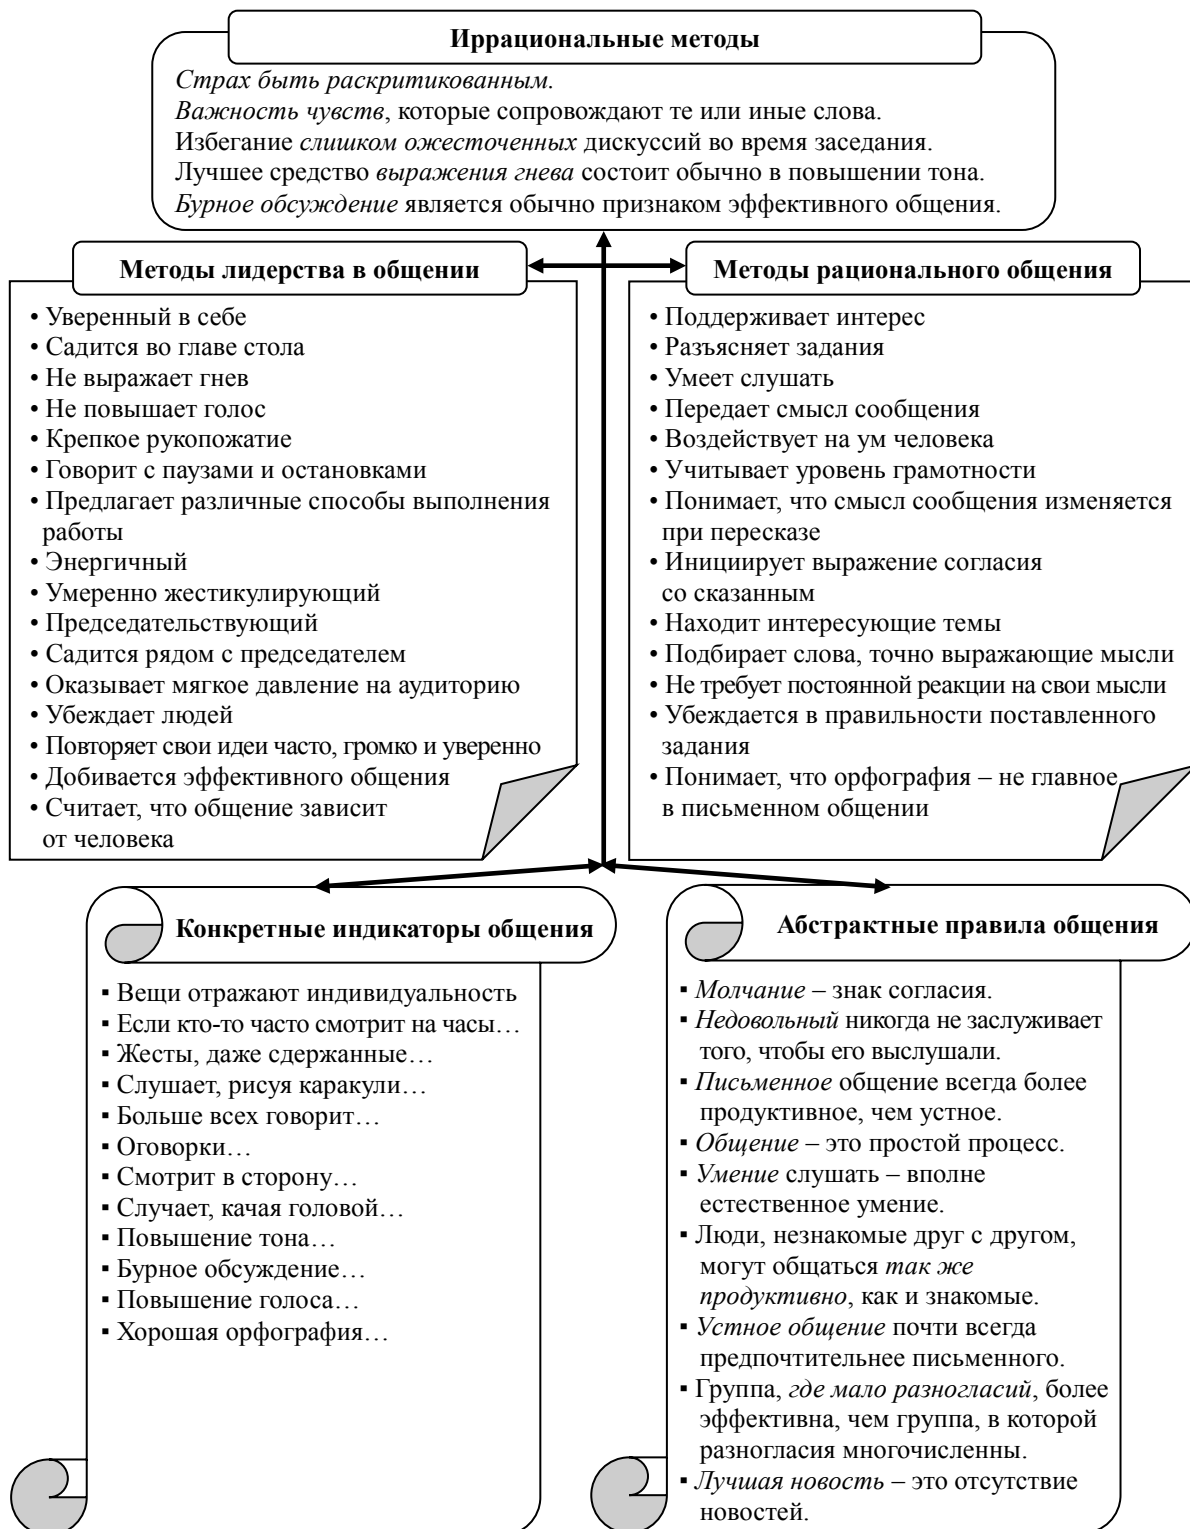 Иррациональные методы
Страх быть раскритикованным.
Важность чувств, которые сопровождают те или иные слова.
Избегание слишком ожесточенных дискуссий во время заседания.
Лучшее средство выражения гнева состоит обычно в повышении тона.
Бурное обсуждение является обычно признаком эффективного общения.
Методы лидерства в общении
• Уверенный в себе
• Садится во главе стола
• Не выражает гнев
• Не повышает голос
• Крепкое рукопожатие
• Говорит с паузами и остановками
• Предлагает различные способы выполнения
работы
• Энергичный
• Умеренно жестикулирующий
• Председательствующий
• Садится рядом с председателем
• Оказывает мягкое давление на аудиторию
• Убеждает людей
• Повторяет свои идеи часто, громко и уверенно
• Добивается эффективного общения
• Считает, что общение зависит
от человека
Методы рационального общения
• Поддерживает интерес
• Разъясняет задания
• Умеет слушать
• Передает смысл сообщения
• Воздействует на ум человека
• Учитывает уровень грамотности
• Понимает, что смысл сообщения изменяется
при пересказе
• Инициирует выражение согласия
со сказанным
• Находит интересующие темы
• Подбирает слова, точно выражающие мысли
• Не требует постоянной реакции на свои мысли
• Убеждается в правильности поставленного
задания
• Понимает, что орфография – не главное
в письменном общении
Конкретные индикаторы общения
▪ Вещи отражают индивидуальность
▪ Если кто-то часто смотрит на часы…
▪ Жесты, даже сдержанные…
▪ Слушает, рисуя каракули…
▪ Больше всех говорит…
▪ Оговорки…
▪ Смотрит в сторону…
▪ Случает, качая головой…
▪ Повышение тона…
▪ Бурное обсуждение…
▪ Повышение голоса…
▪ Хорошая орфография…
Абстрактные правила общения
▪ Молчание – знак согласия.
▪ Недовольный никогда не заслуживает
того, чтобы его выслушали.
▪ Письменное общение всегда более
продуктивное, чем устное.
▪ Общение – это простой процесс.
▪ Умение слушать – вполне
естественное умение.
▪ Люди, незнакомые друг с другом,
могут общаться так же
продуктивно, как и знакомые.
▪ Устное общение почти всегда
предпочтительнее письменного.
▪ Группа, где мало разногласий, более
эффективна, чем группа, в которой
разногласия многочисленны.
▪ Лучшая новость – это отсутствие
новостей.